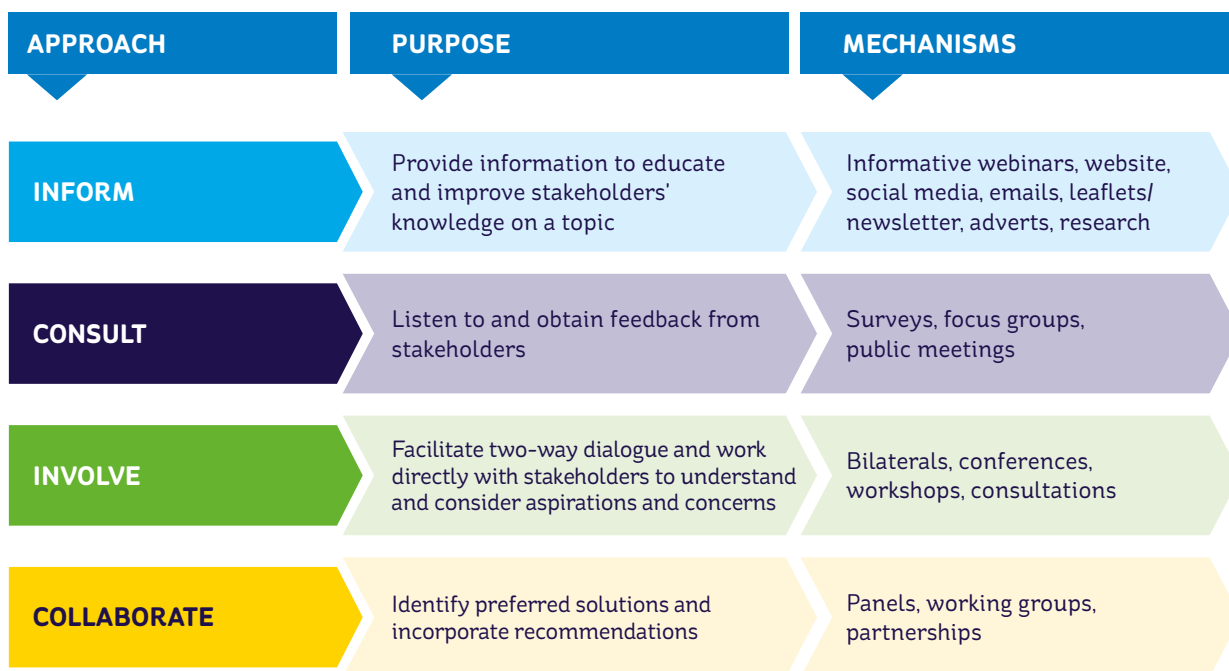 APPROACH
PURPOSE
MECHANISMS
INFORM
Provide information to educate
and improve stakeholders'
knowledge on a topic
Informative webinars, website,
social media, emails, leaflets/
newsletter, adverts, research
CONSULT
Listen to and obtain feedback from
stakeholders
Surveys, focus groups,
public meetings
INVOLVE
Facilitate two-way dialogue and work
directly with stakeholders to understand
and consider aspirations and concerns
Bilaterals, conferences,
workshops, consultations
COLLABORATE
Identify preferred solutions and
incorporate recommendations
Panels, working groups,
partnerships